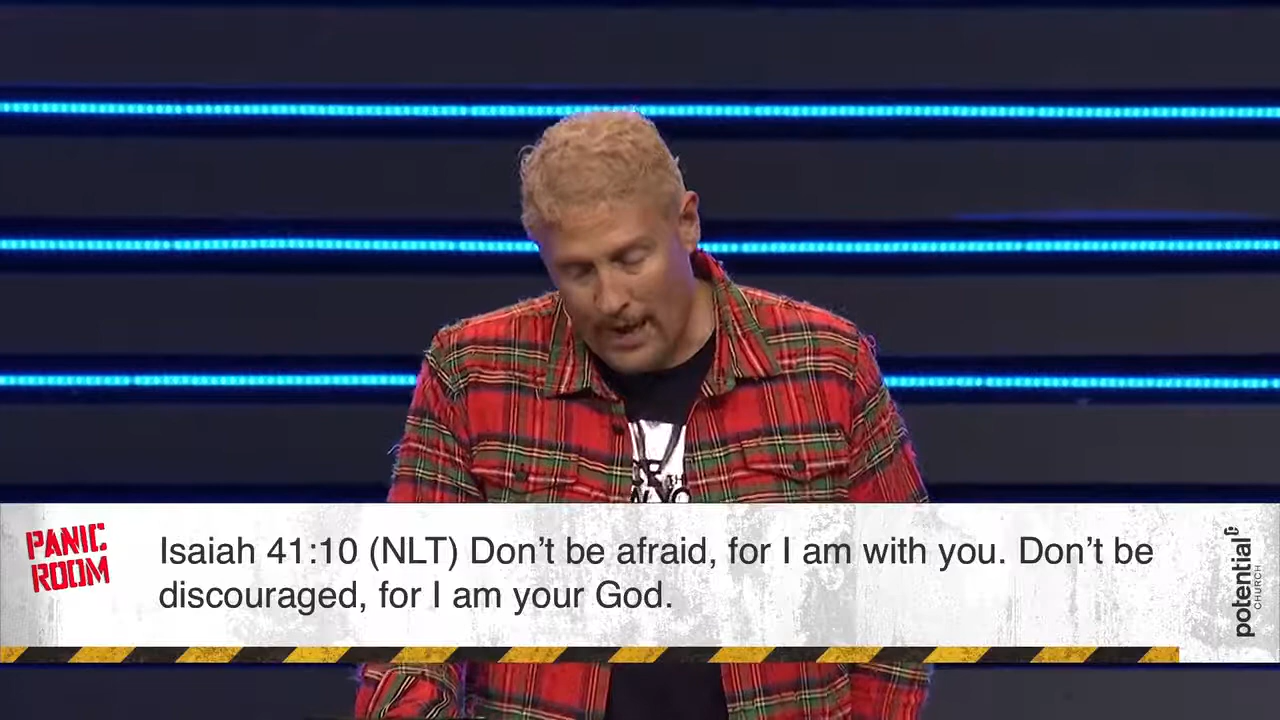 PANIC
ROOM
Isaiah 41:10 (NLT) Don’t be afraid, for I am with you. Don’t be
discouraged, for I am your God.
potential
CHURCH